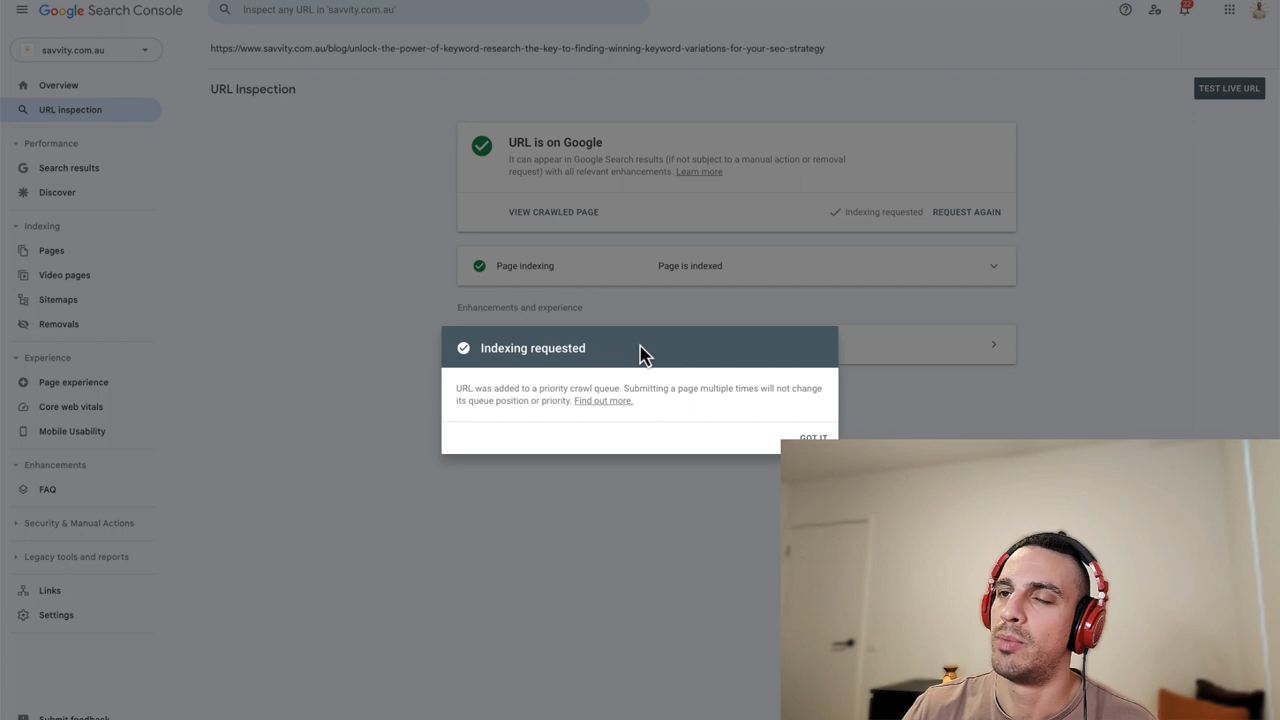 Google Search Console
Inspect any URL in 'savvity.com.au'
savvity.com.au
https://www.savvity.com.au/blog/unlock-the-power-of-keyword-research-the-key-to-finding-winning-keyword-variations-for-your-seo-strategy
Overview
URL inspection
URL Inspection
TEST LIVE URL
Performance
Search results
Discover
URL is on Google
It can appear in Google Search results (if not subject to a manual action or removal
request) with all relevant enhancements. Learn more
VIEW CRAWLED PAGE
Indexing requested
REQUEST AGAIN
Indexing
Pages
Video pages
Sitemaps
Removals
Page indexing
Page is indexed
Enhancements and experience
Experience
Page experience
Core web vitals
Mobile Usability
Indexing requested
URL was added to a priority crawl queue. Submitting a page multiple times will not change
its queue position or priority. Find out more.
GOT IT
Enhancements
FAQ
Security & Manual Actions
Legacy tools and reports
Links
Settings
Submit feedback